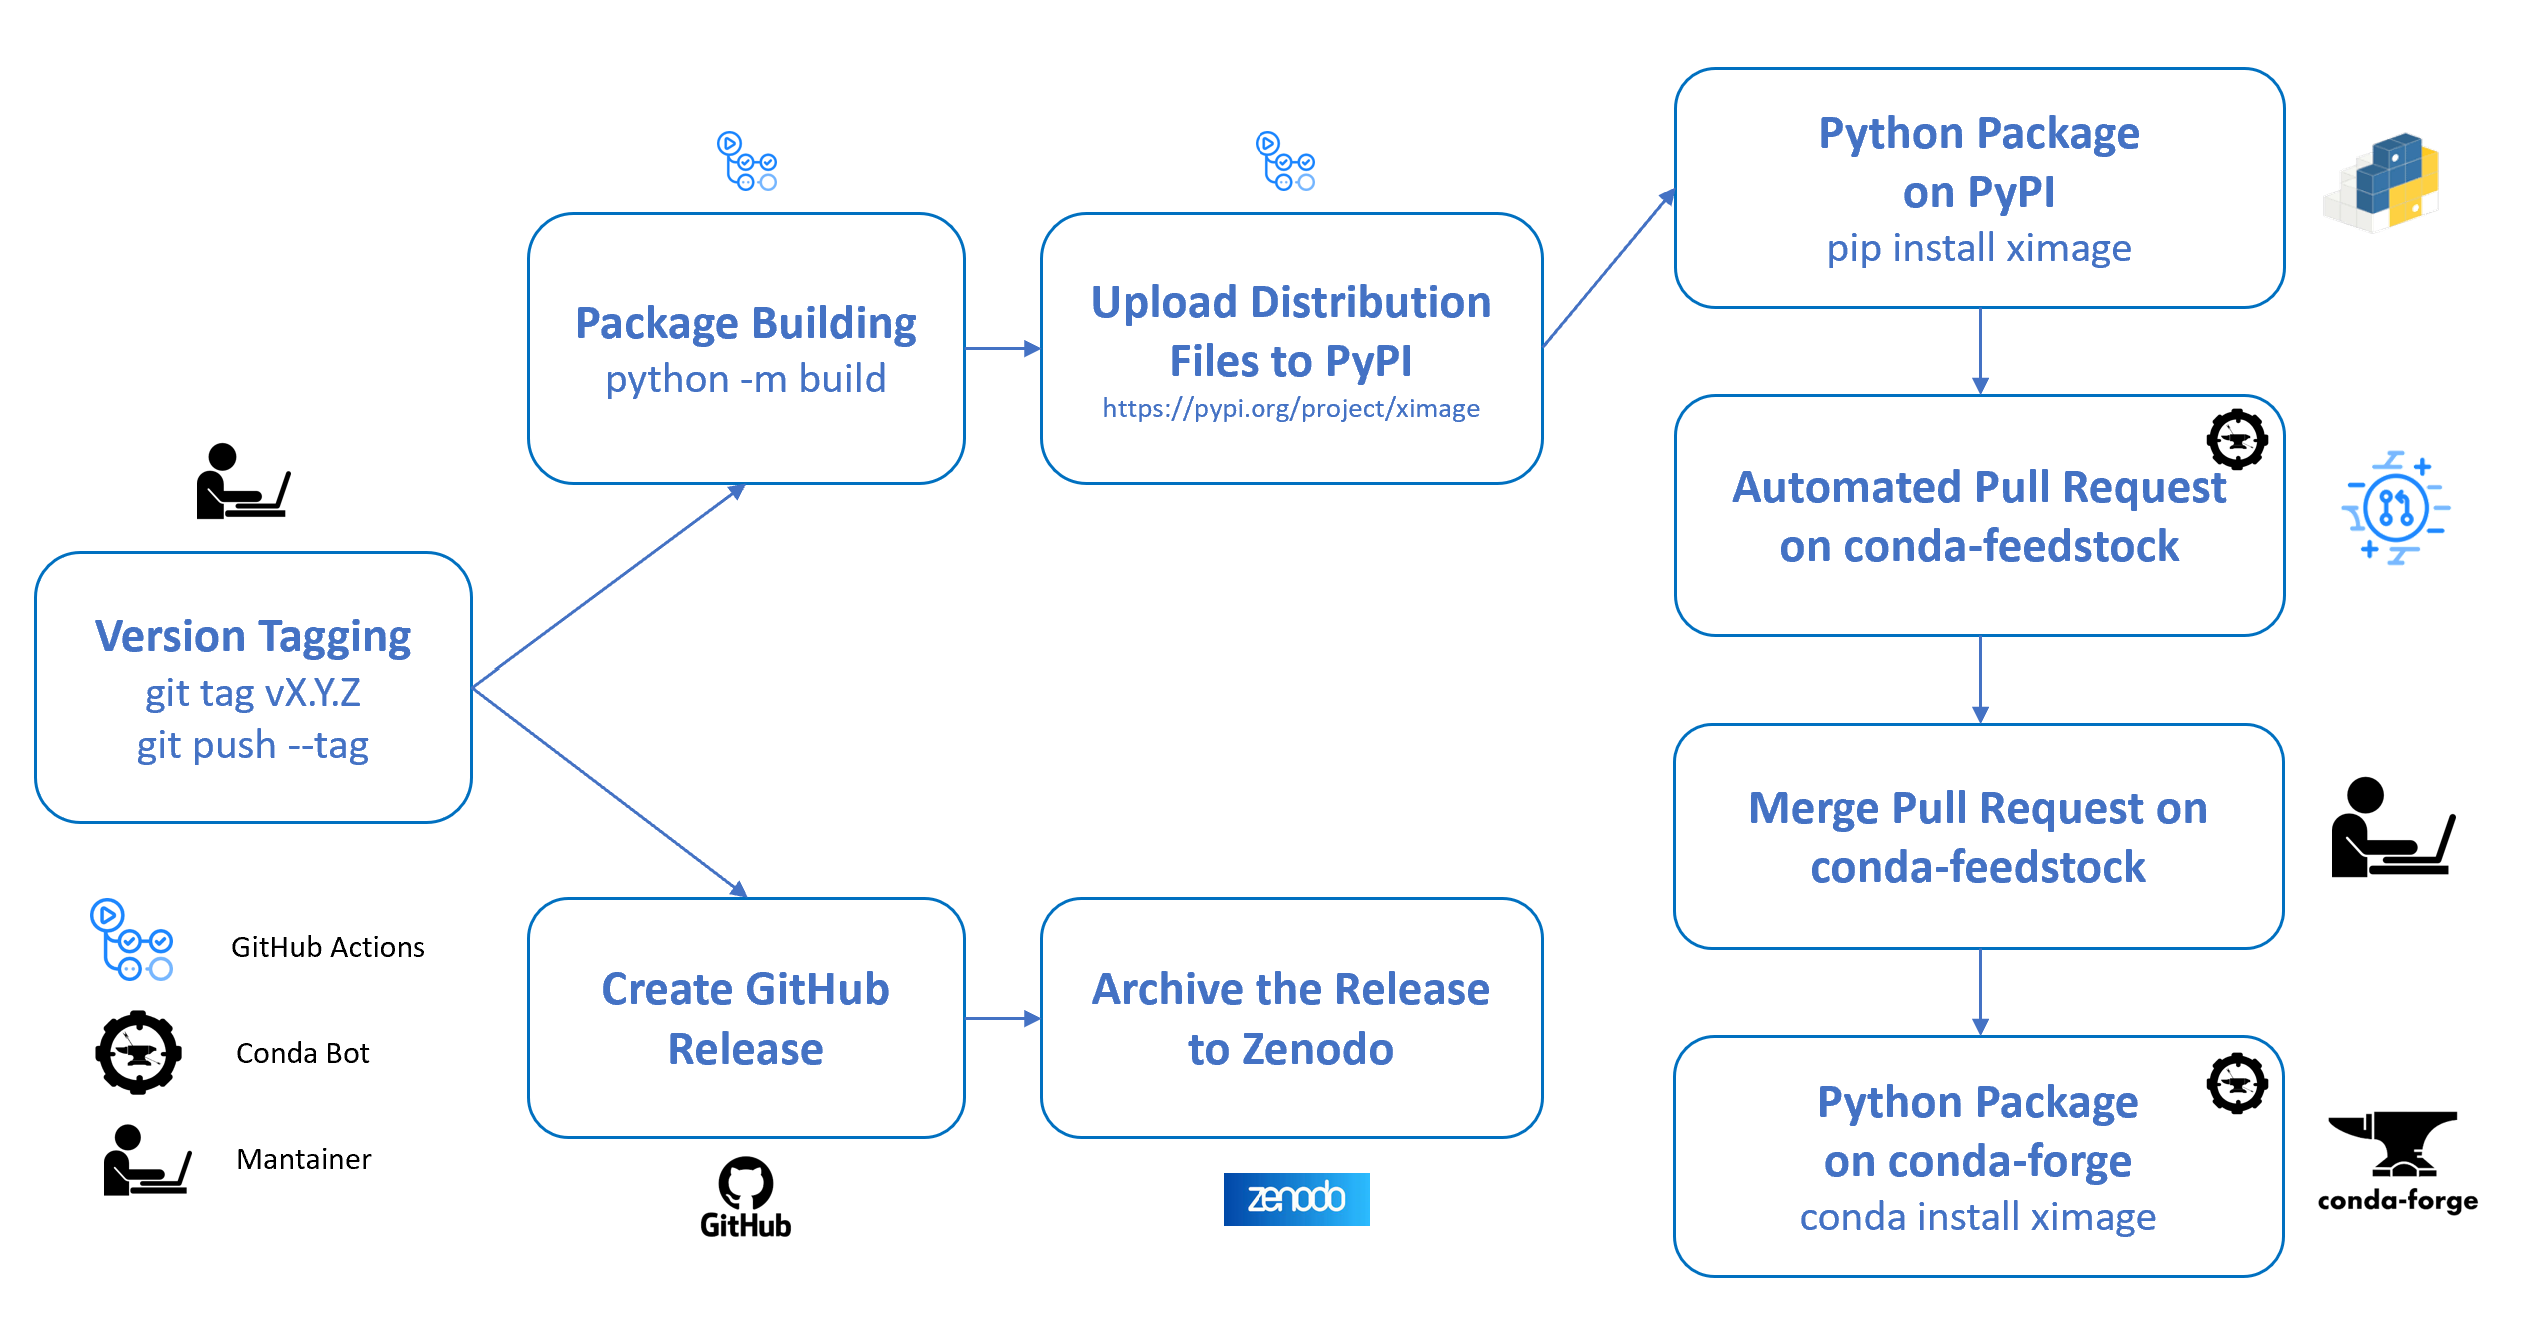 Version Tagging
git tag vX.Y.Z
git push --tag
Package Building
python -m build
Upload Distribution
Files to PyPI
https://pypi.org/project/ximage
Create GitHub
Release
GitHub
Archive the Release
to Zenodo
zenodo
Python Package
on PyPI
pip install ximage
Automated Pull Request
on conda-feedstock
Merge Pull Request on
conda-feedstock
Python Package
on conda-forge
conda install ximage
conda-forge
GitHub Actions
Conda Bot
Mantainer